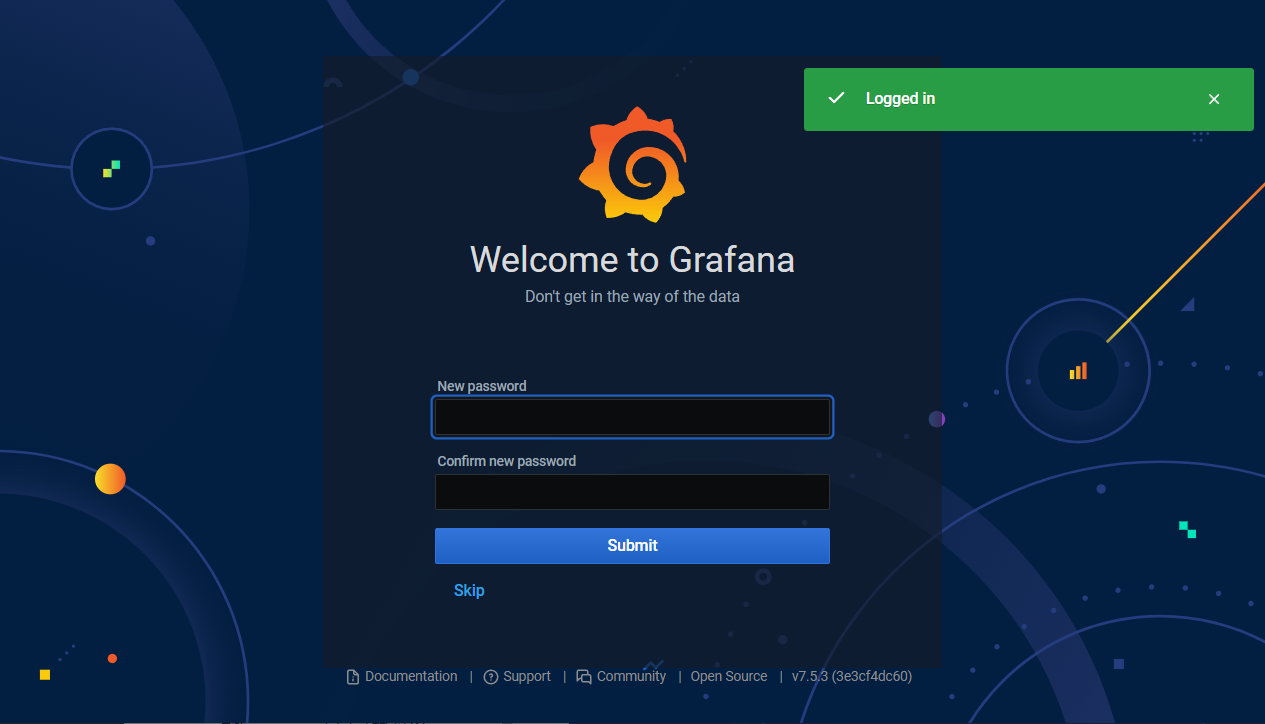 Logged in
Welcome to Grafana
Don't get in the way of the data
New password
Confirm new password
Submit
Skip
Documentation | Support | Community | Open Source | v7.5.3 (3e3cf4dc60)